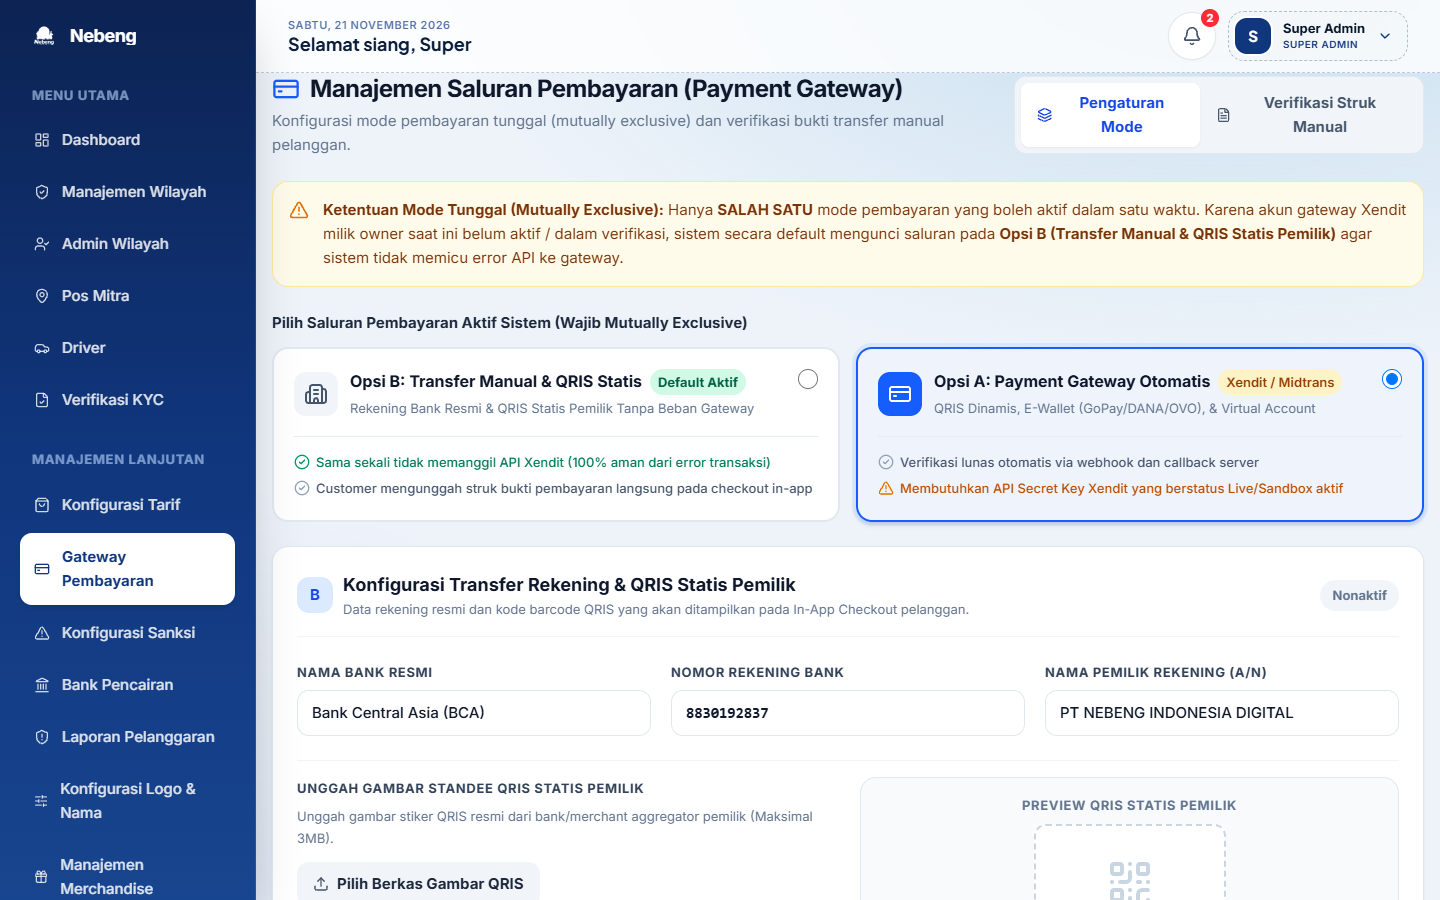 Nebeng
Nebeng
MENU UTAMA
Dashboard
Manajemen Wilayah
Admin Wilayah
Pos Mitra
Driver
Verifikasi KYC
MANAJEMEN LANJUTAN
Konfigurasi Tarif
Gateway
Pembayaran
Konfigurasi Sanksi
Bank Pencairan
Laporan Pelanggaran
Konfigurasi Logo &
Nama
Manajemen
Merchandise
SABTU, 21 NOVEMBER 2026
Selamat siang, Super
2
S
Super Admin
SUPER ADMIN
Manajemen Saluran Pembayaran (Payment Gateway)
Konfigurasi mode pembayaran tunggal (mutually exclusive) dan verifikasi bukti transfer manual
pelanggan.
Pengaturan
Mode
Verifikasi Struk
Manual
Ketentuan Mode Tunggal (Mutually Exclusive): Hanya SALAH SATU mode pembayaran yang boleh aktif dalam satu waktu. Karena akun gateway Xendit
milik owner saat ini belum aktif / dalam verifikasi, sistem secara default mengunci saluran pada Opsi B (Transfer Manual & QRIS Statis Pemilik) agar
sistem tidak memicu error API ke gateway.
Pilih Saluran Pembayaran Aktif Sistem (Wajib Mutually Exclusive)
Opsi B: Transfer Manual & QRIS Statis
Default Aktif
Rekening Bank Resmi & QRIS Statis Pemilik Tanpa Beban Gateway
Sama sekali tidak memanggil API Xendit (100% aman dari error transaksi)
Customer mengunggah struk bukti pembayaran langsung pada checkout in-app
Opsi A: Payment Gateway Otomatis
Xendit / Midtrans
QRIS Dinamis, E-Wallet (GoPay/DANA/OVO), & Virtual Account
Verifikasi lunas otomatis via webhook dan callback server
Membutuhkan API Secret Key Xendit yang berstatus Live/Sandbox aktif
B
Konfigurasi Transfer Rekening & QRIS Statis Pemilik
Data rekening resmi dan kode barcode QRIS yang akan ditampilkan pada In-App Checkout pelanggan.
Nonaktif
NAMA BANK RESMI
Bank Central Asia (BCA)
NOMOR REKENING BANK
8830192837
NAMA PEMILIK REKENING (A/N)
PT NEBENG INDONESIA DIGITAL
UNGGAH GAMBAR STANDEE QRIS STATIS PEMILIK
Unggah gambar stiker QRIS resmi dari bank/merchant aggregator pemilik (Maksimal
3MB).
Pilih Berkas Gambar QRIS
PREVIEW QRIS STATIS PEMILIK